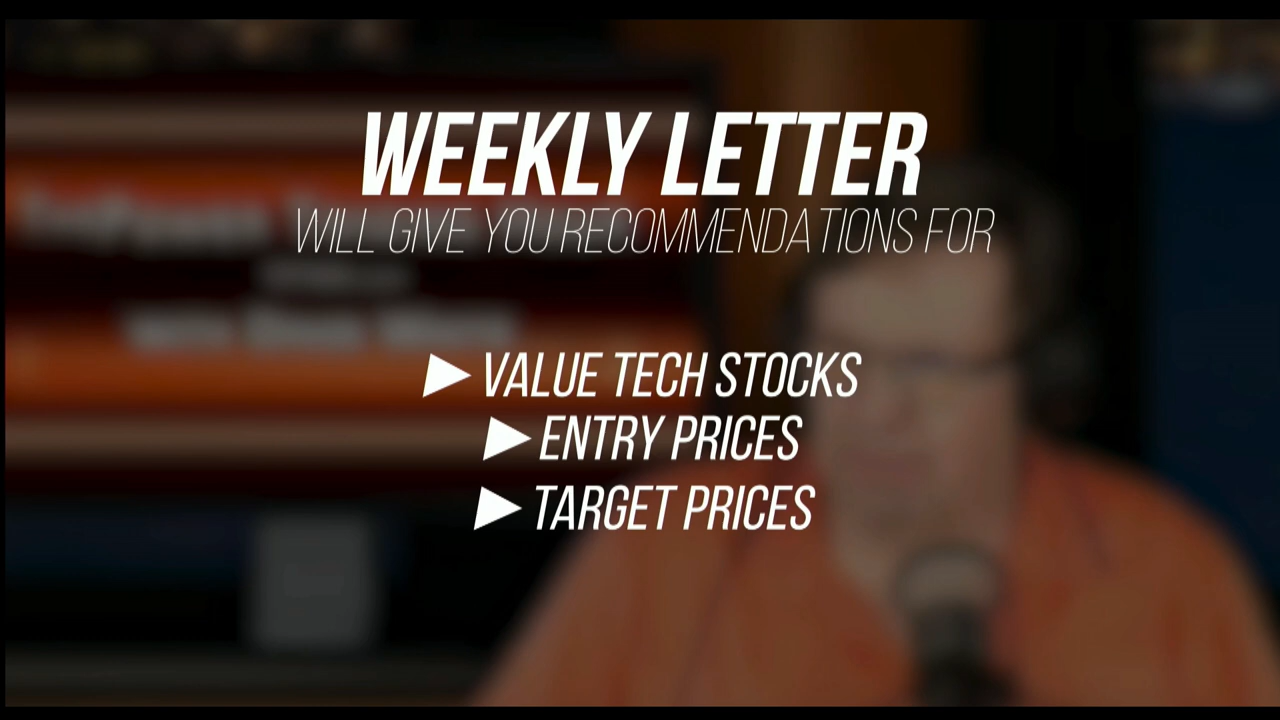 WEEKLY LETTER
WILL GIVE YOU RECOMMENDATIONS FOR
▶ VALUE TECH STOCKS
▶ ENTRY PRICES
▶ TARGET PRICES